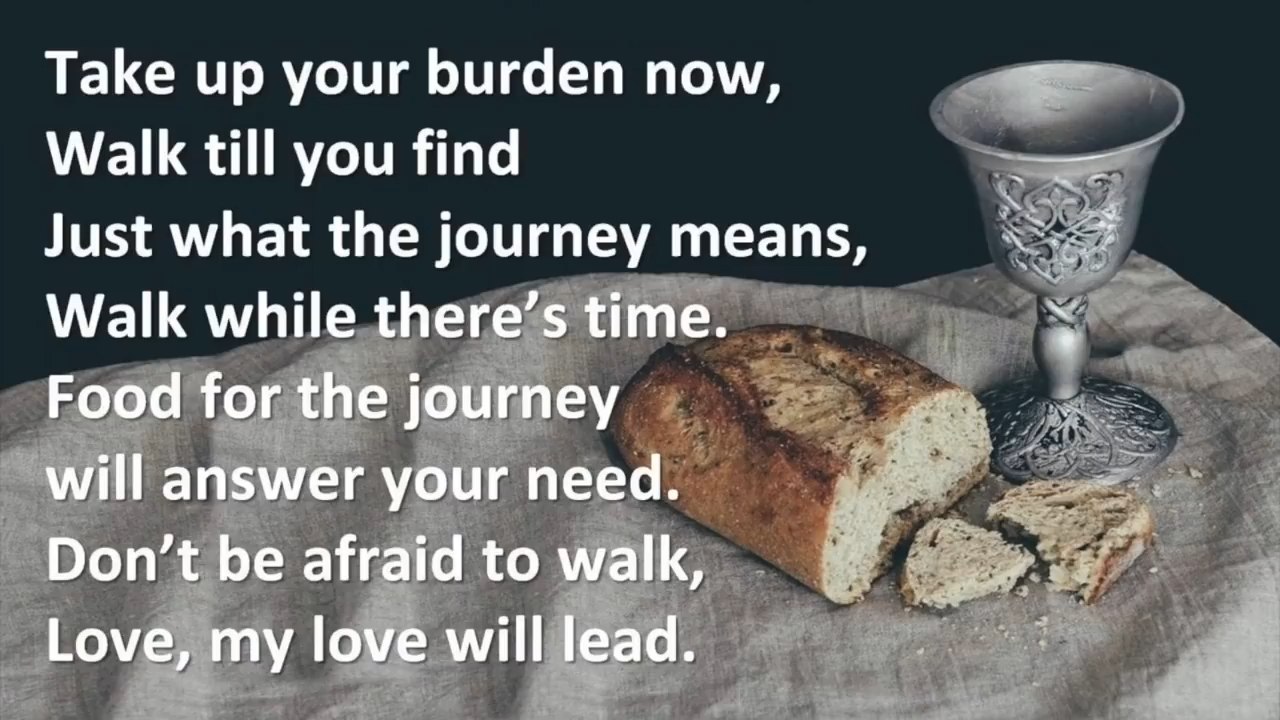 Take up your burden now,
Walk till you find
Just what the journey means,
Walk while there’s time.
Food for the journey
will answer your need.
Don’t be afraid to walk,
Love, my love will lead.